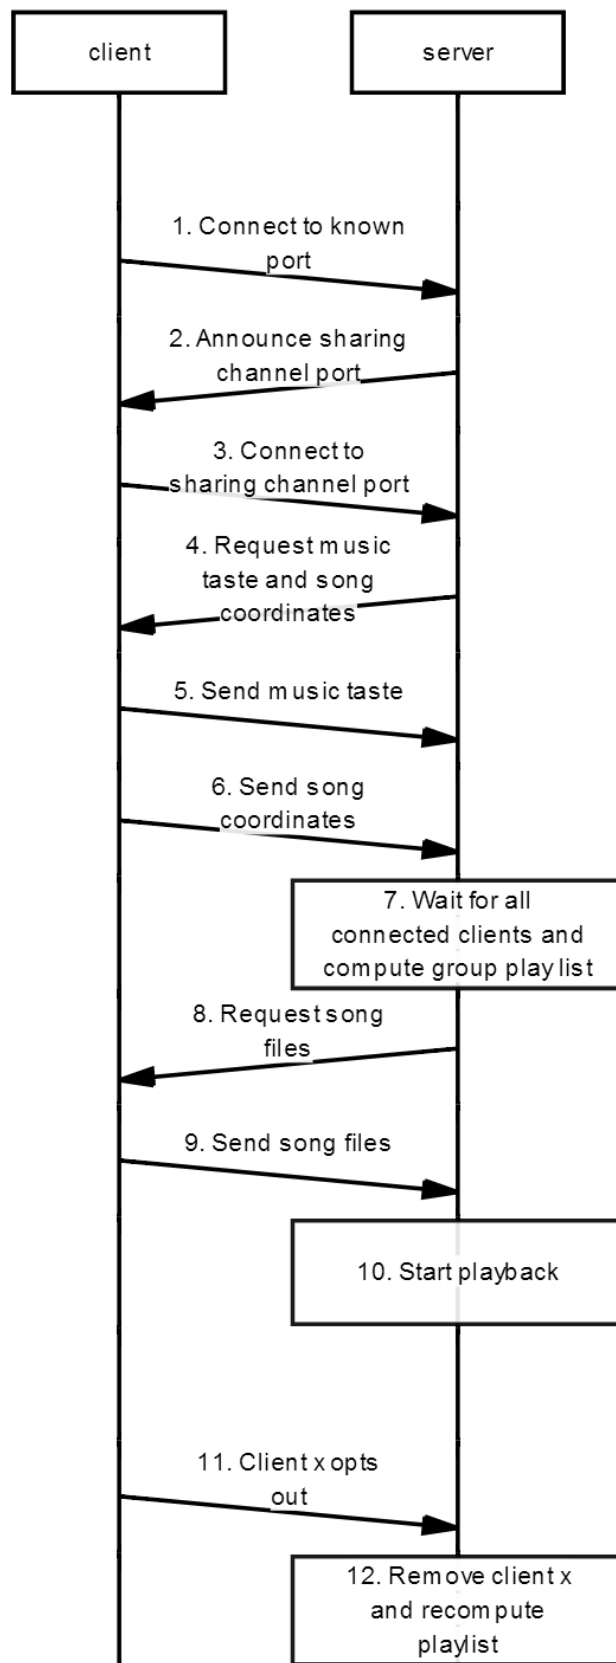 client
server
1. Connect to known
port
2. Announce sharing
channel port
3. Connect to
sharing channel port
4. Request music
taste and song
coordinates
5. Send music taste
6. Send song
coordinates
7. Wait for all
connected clients and
compute group playlist
8. Request song
files
9. Send song files
10. Start playback
11. Client x opts
out
12. Remove client x
and recompute
playlist